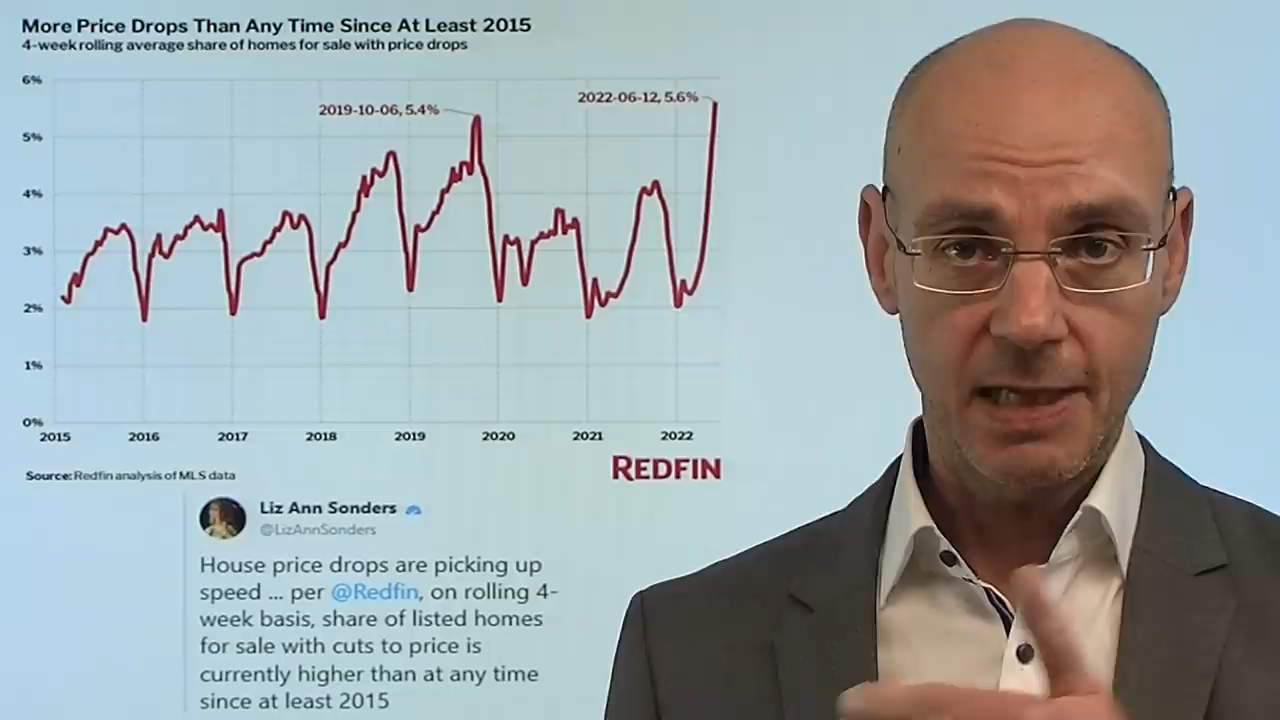 More Price Drops Than Any Time Since At Least 2015
4-week rolling average share of homes for sale with price drops
6%
5%
4%
3%
2%
1%
0%
2019-10-06, 5.4%
2022-06-12, 5.6%
2015
2016
2017
2018
2019
2020
2021
2022
Source: Redfin analysis of MLS data
REDFIN
Liz Ann Sonders
@LizAnnSonders
House price drops are picking up
speed ... per @Redfin, on rolling 4-
week basis, share of listed homes
for sale with cuts to price is
currently higher than at any time
since at least 2015